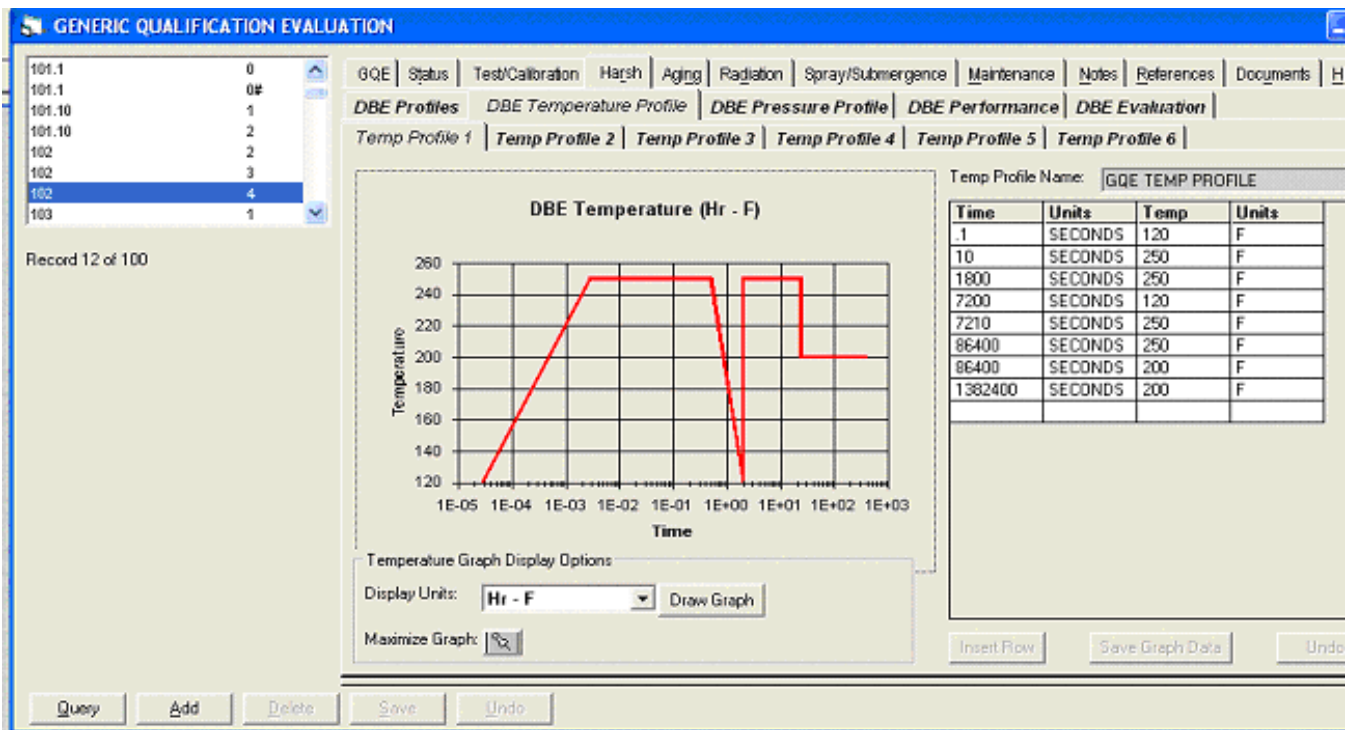 GENERIC QUALIFICATION EVALUATION
101.1 0
101.1 0#
101.10 1
101.10 2
102 2
102 3
102 4
103 1
Record 12 of 100
GQE Status Test/Calibration Harsh Aging Radiation Spray/Submergence Maintenance Notes References Documents H
DBE Profiles DBE Temperature Profile DBE Pressure Profile DBE Performance DBE Evaluation
Temp Profile 1 Temp Profile 2 Temp Profile 3 Temp Profile 4 Temp Profile 5 Temp Profile 6
DBE Temperature (Hr - F)
260
240
220
200
180
160
140
120
Temperature
1E-05 1E-04 1E-03 1E-02 1E-01 1E+00 1E+01 1E+02 1E+03
Time
Temperature Graph Display Options
Display Units: Hr - F Draw Graph
Maximize Graph:
Temp Profile Name: GQE TEMP PROFILE
Time Units Temp Units
.1 SECONDS 120 F
10 SECONDS 250 F
1800 SECONDS 250 F
7200 SECONDS 120 F
7210 SECONDS 250 F
86400 SECONDS 250 F
86400 SECONDS 200 F
1382400 SECONDS 200 F
Insert Row Save Graph Data Undo
Query Add Delete Save Undo